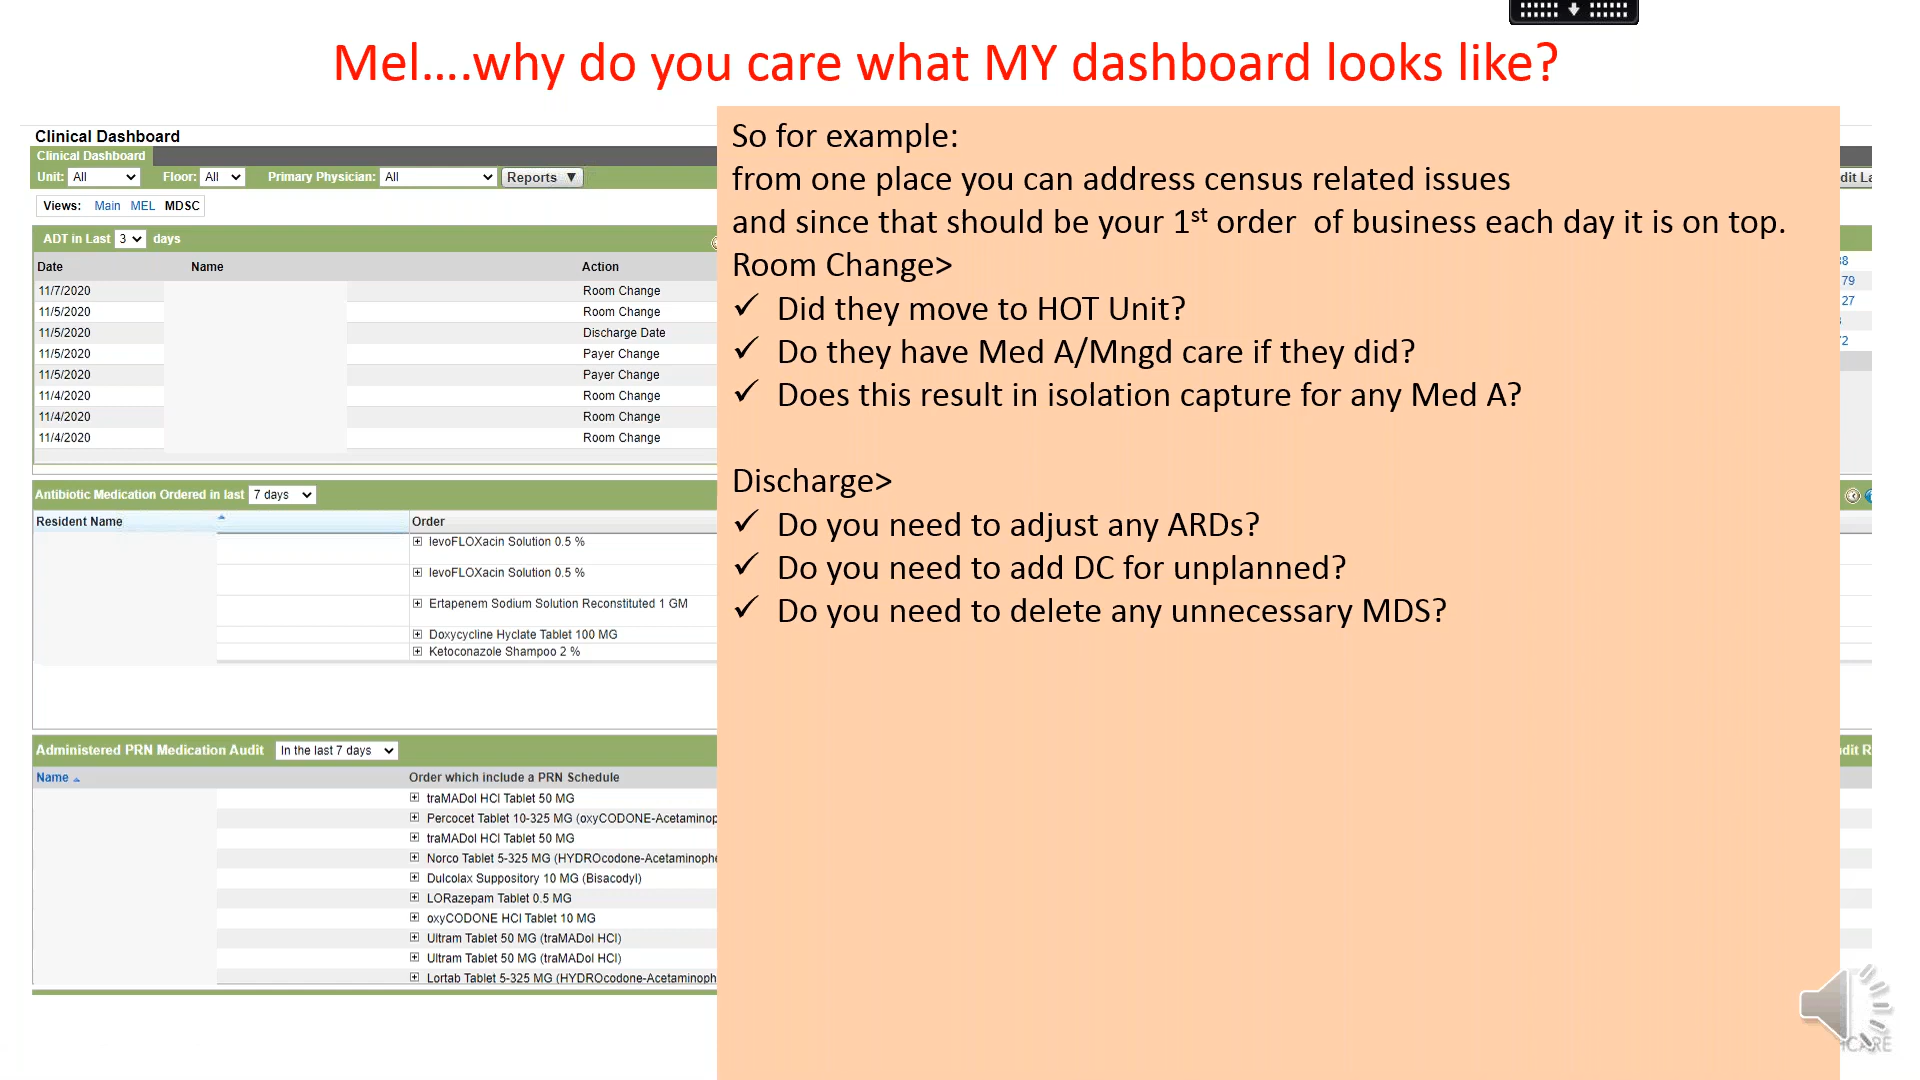 Mel....why do you care what MY dashboard looks like?
Clinical Dashboard
Clinical Dashboard
Unit: All Floor: All Primary Physician: All Reports ▼
Views: Main MEL MDSC
ADT in Last 3 days
Date Name Action
11/7/2020 Room Change
11/5/2020 Room Change
11/5/2020 Discharge Date
11/5/2020 Payer Change
11/5/2020 Payer Change
11/4/2020 Room Change
11/4/2020 Room Change
11/4/2020 Room Change
Antibiotic Medication Ordered in last 7 days
Resident Name Order
levoFLOXacin Solution 0.5 %
levoFLOXacin Solution 0.5 %
Ertapenem Sodium Solution Reconstituted 1 GM
Doxycycline Hyclate Tablet 100 MG
Ketoconazole Shampoo 2 %
Administered PRN Medication Audit In the last 7 days
Name Order which include a PRN Schedule
traMADol HCl Tablet 50 MG
Percocet Tablet 10-325 MG (oxyCODONE-Acetaminop
traMADol HCl Tablet 50 MG
Norco Tablet 5-325 MG (HYDROcodone-Acetaminophe
Dulcolax Suppository 10 MG (Bisacodyl)
LORazepam Tablet 0.5 MG
oxyCODONE HCl Tablet 10 MG
Ultram Tablet 50 MG (traMADol HCl)
Ultram Tablet 50 MG (traMADol HCl)
Lortab Tablet 5-325 MG (HYDROcodone-Acetaminoph
So for example:
from one place you can address census related issues
and since that should be your 1st order of business each day it is on top.
Room Change>
✓ Did they move to HOT Unit?
✓ Do they have Med A/Mngd care if they did?
✓ Does this result in isolation capture for any Med A?
Discharge>
✓ Do you need to adjust any ARDs?
✓ Do you need to add DC for unplanned?
✓ Do you need to delete any unnecessary MDS?
79
27